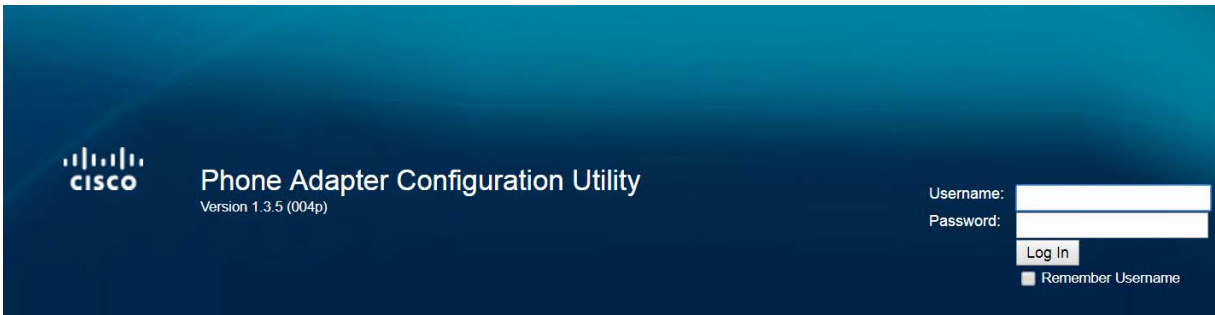 CISCO
Phone Adapter Configuration Utility
Version 1.3.5 (004p)
Username:
Password:
Log In
Remember Username